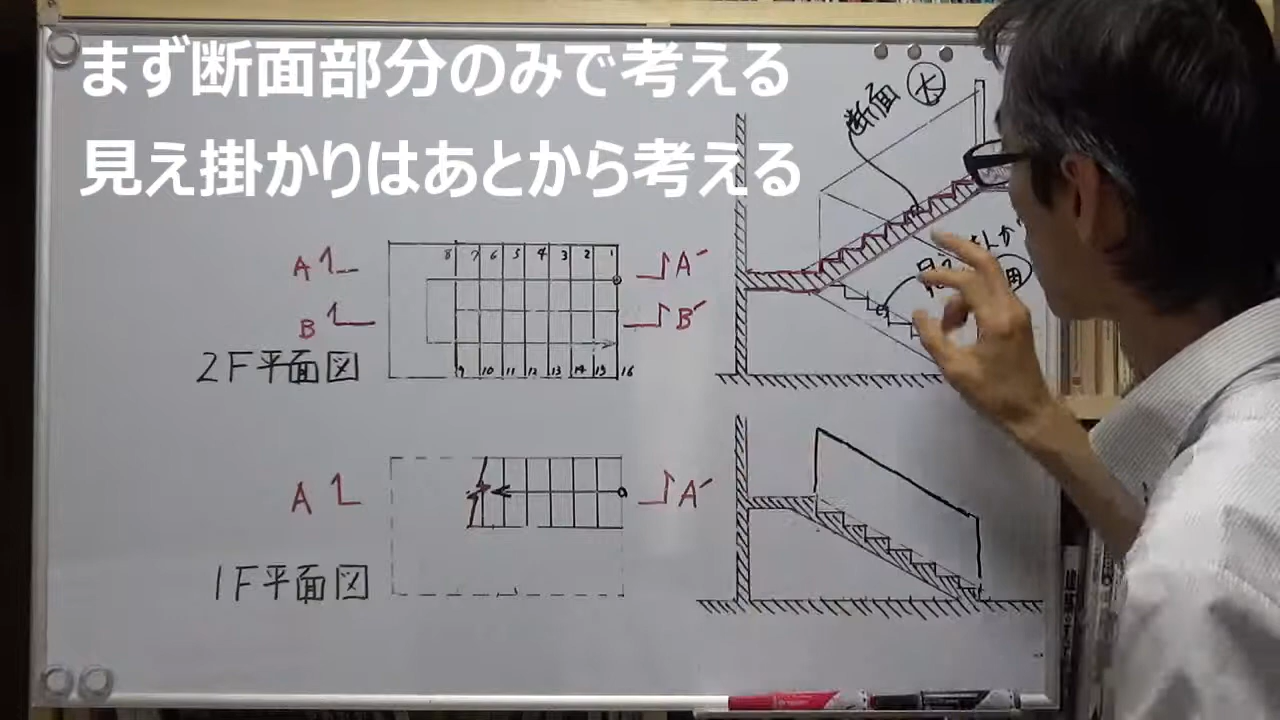 まず断面部分のみで考える
見え掛かりはあとから考える
断面 大
A A´
8 7 6 5 4 3 2 1
B B´
9 10 11 12 13 14 15 16
2F平面図
A A´
1F平面図